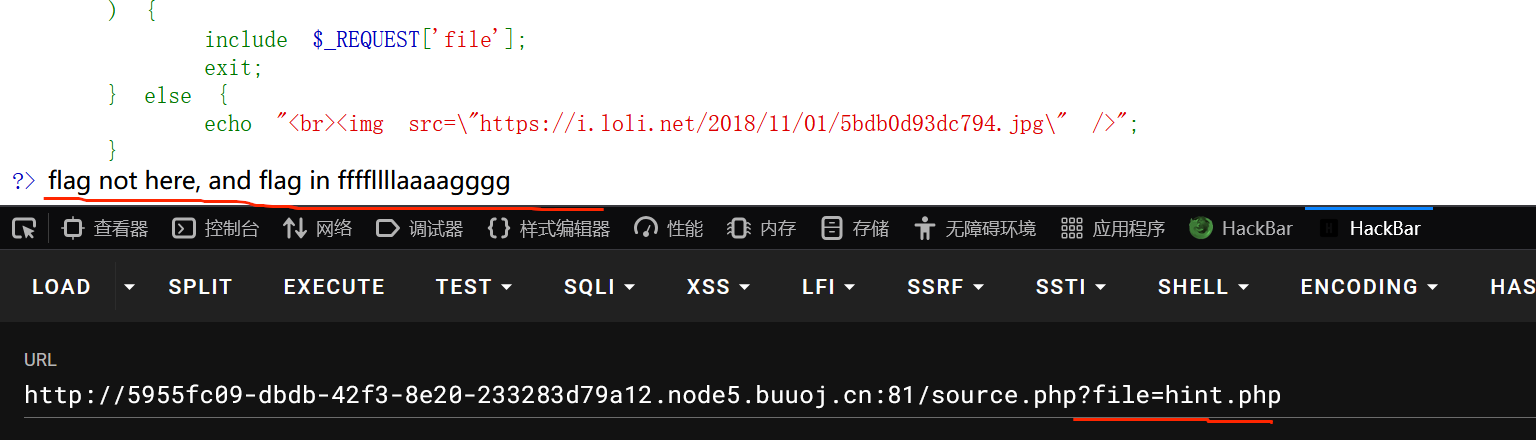 ) {
include $_REQUEST['file'];
exit;
} else {
echo "<br><img src=\"https://i.loli.net/2018/11/01/5bdb0d93dc794.jpg\" />";
}
?> flag not here, and flag in ffffllllaaaagggg
查看器 控制台 网络 调试器 样式编辑器 性能 内存 存储 无障碍环境 应用程序 HackBar HackBar
LOAD SPLIT EXECUTE TEST SQLI XSS LFI SSRF SSTI SHELL ENCODING HAS
URL
http://5955fc09-dbdb-42f3-8e20-233283d79a12.node5.buuoj.cn:81/source.php?file=hint.php